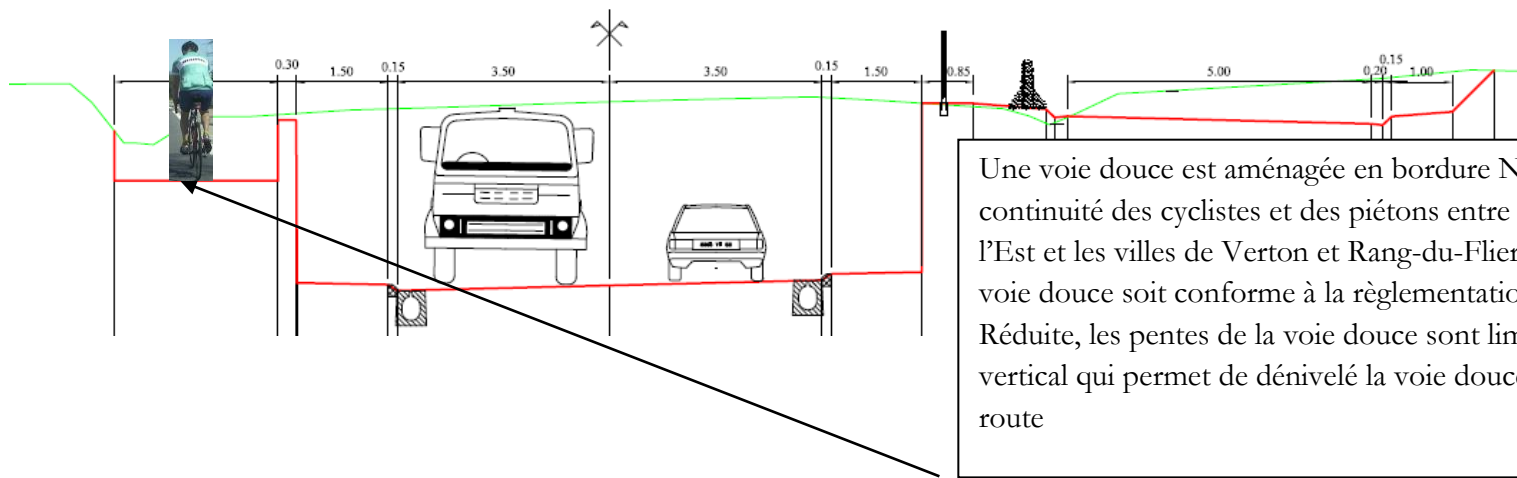 0.30 1.50 0.15 3.50 3.50 0.15 1.50 0.85 5.00 0.20 0.15 1.00
Une voie douce est aménagée en bordure N
continuité des cyclistes et des piétons entre
l'Est et les villes de Verton et Rang-du-Flier
voie douce soit conforme à la règlementatio
Réduite, les pentes de la voie douce sont lim
vertical qui permet de dénivelé la voie douc
route